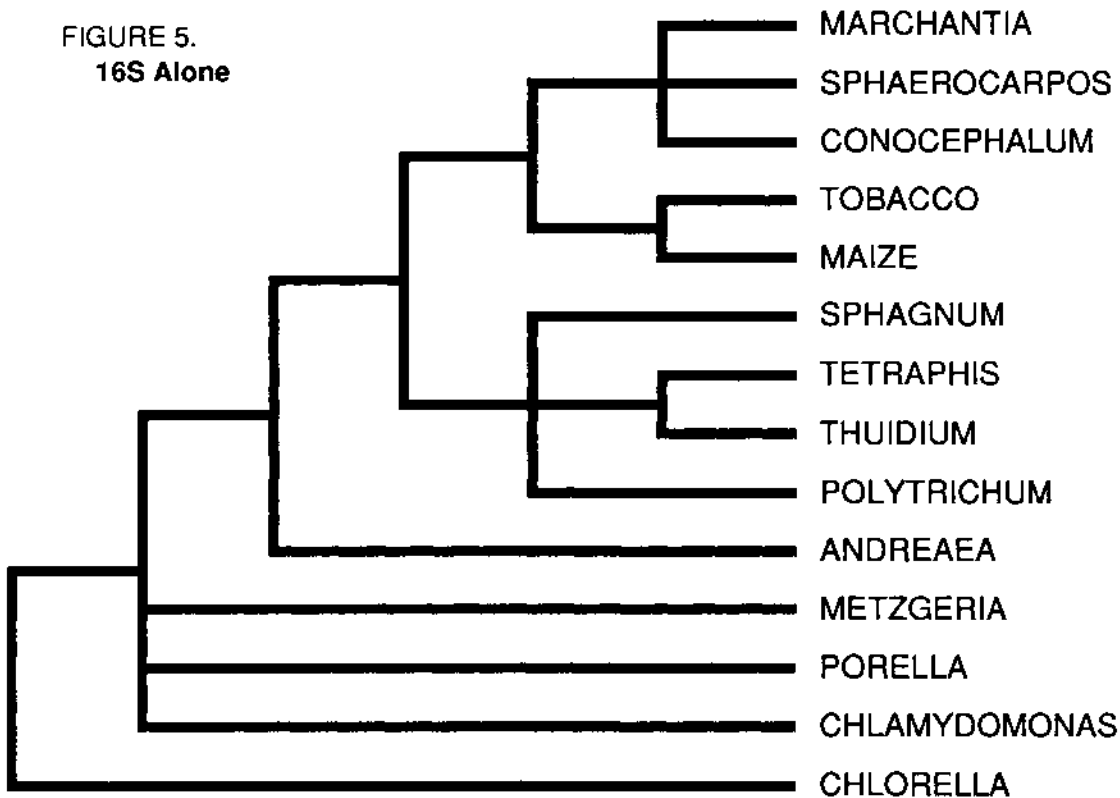 FIGURE 5.
16S Alone
MARCHANTIA
SPHAEROCARPOS
CONOCEPHALUM
TOBACCO
MAIZE
SPHAGNUM
TETRAPHIS
THUIDIUM
POLYTRICHUM
ANDREAEA
METZGERIA
PORELLA
CHLAMYDOMONAS
CHLORELLA